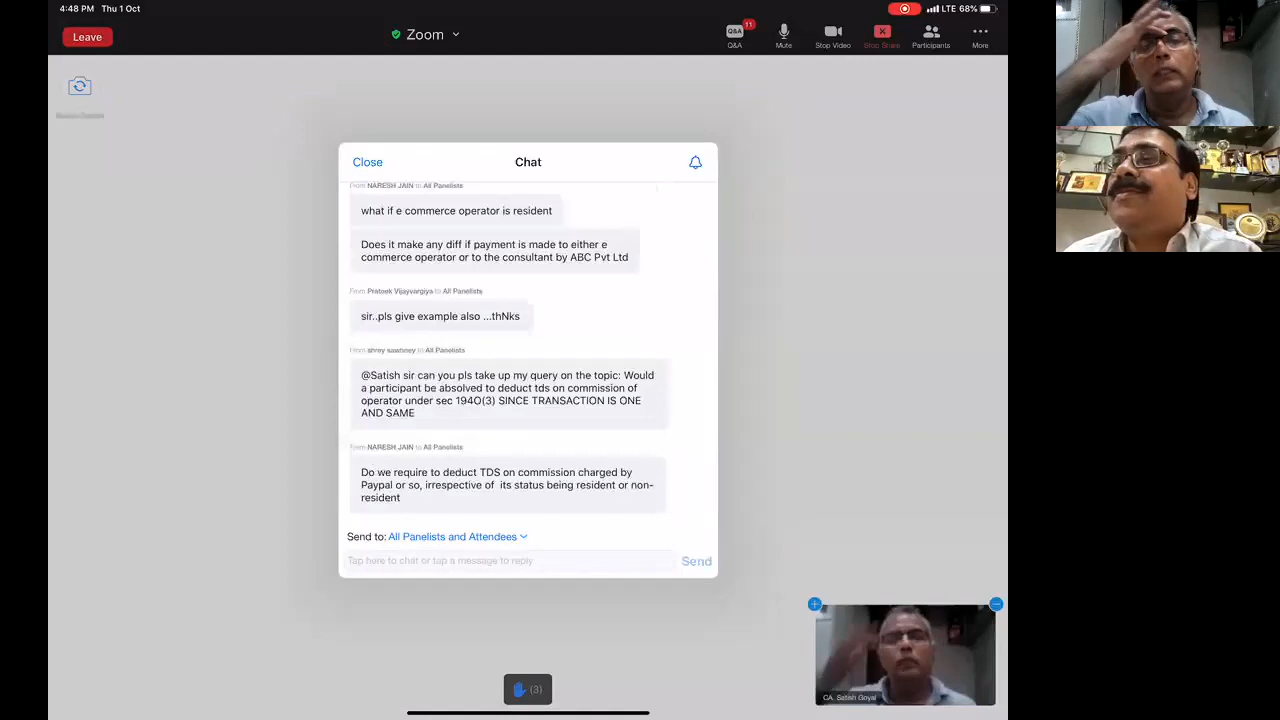 4:48 PM Thu 1 Oct
LTE 68%
Leave
Zoom
Q&A
11
Q&A
Mute
Stop Video
Stop Share
Participants
More
Close
Chat
From NARESH JAIN to All Panelists
what if e commerce operator is resident
Does it make any diff if payment is made to either e
commerce operator or to the consultant by ABC Pvt Ltd
From Prateek Vijayvargiya to All Panelists
sir..pls give example also ...thNks
From shrey sawhney to All Panelists
@Satish sir can you pls take up my query on the topic: Would
a participant be absolved to deduct tds on commission of
operator under sec 194O(3) SINCE TRANSACTION IS ONE
AND SAME
From NARESH JAIN to All Panelists
Do we require to deduct TDS on commission charged by
Paypal or so, irrespective of its status being resident or non-
resident
Send to: All Panelists and Attendees
Tap here to chat or tap a message to reply
Send
(3)
CA. Satish Goyal